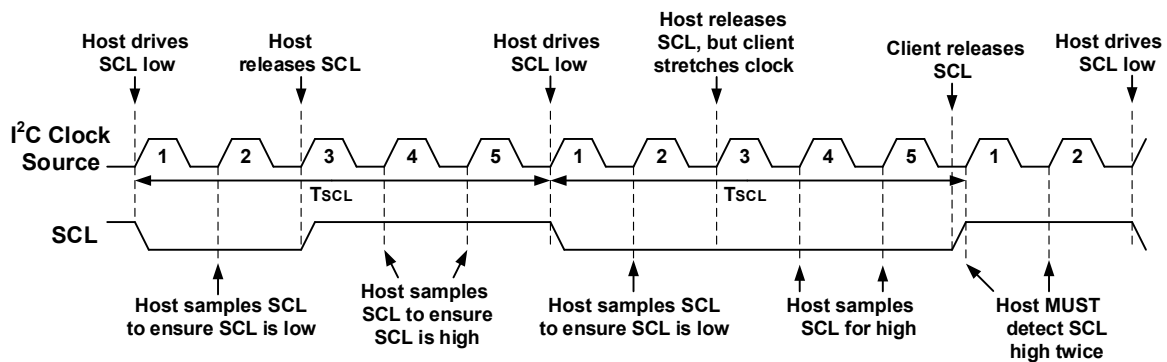 Host drives
SCL low
Host
releases SCL
Host drives
SCL low
Host releases
SCL, but client
stretches clock
Client releases
SCL
Host drives
SCL low
I2C Clock
Source
1 2 3 4 5 1 2 3 4 5 1 2
TSCL TSCL
SCL
Host samples SCL
to ensure SCL is low
Host samples
SCL to ensure
SCL is high
Host samples SCL
to ensure SCL is low
Host samples
SCL for high
Host MUST
detect SCL
high twice